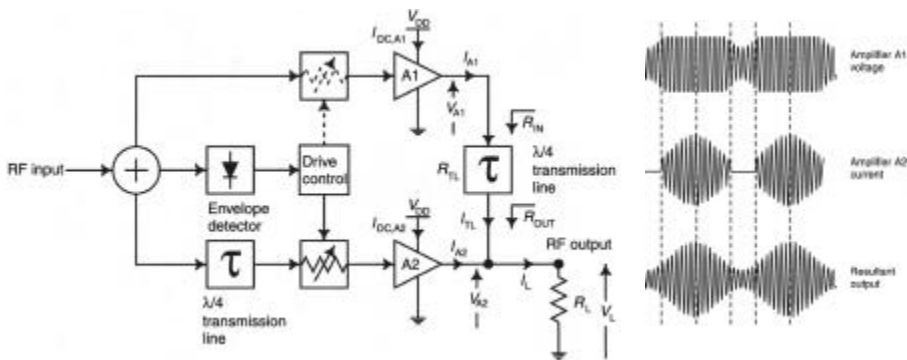 V_DD
I_DC,A1
I_A1
A1
V_A1
R_IN
RF input
Drive
control
Envelope
detector
R_TL
τ
λ/4
transmission
line
I_TL
R_OUT
V_DD
I_DC,A2
I_A2
A2
V_A2
RF output
I_L
R_L
V_L
τ
λ/4
transmission
line
Amplifier A1
voltage
Amplifier A2
current
Resultant
output